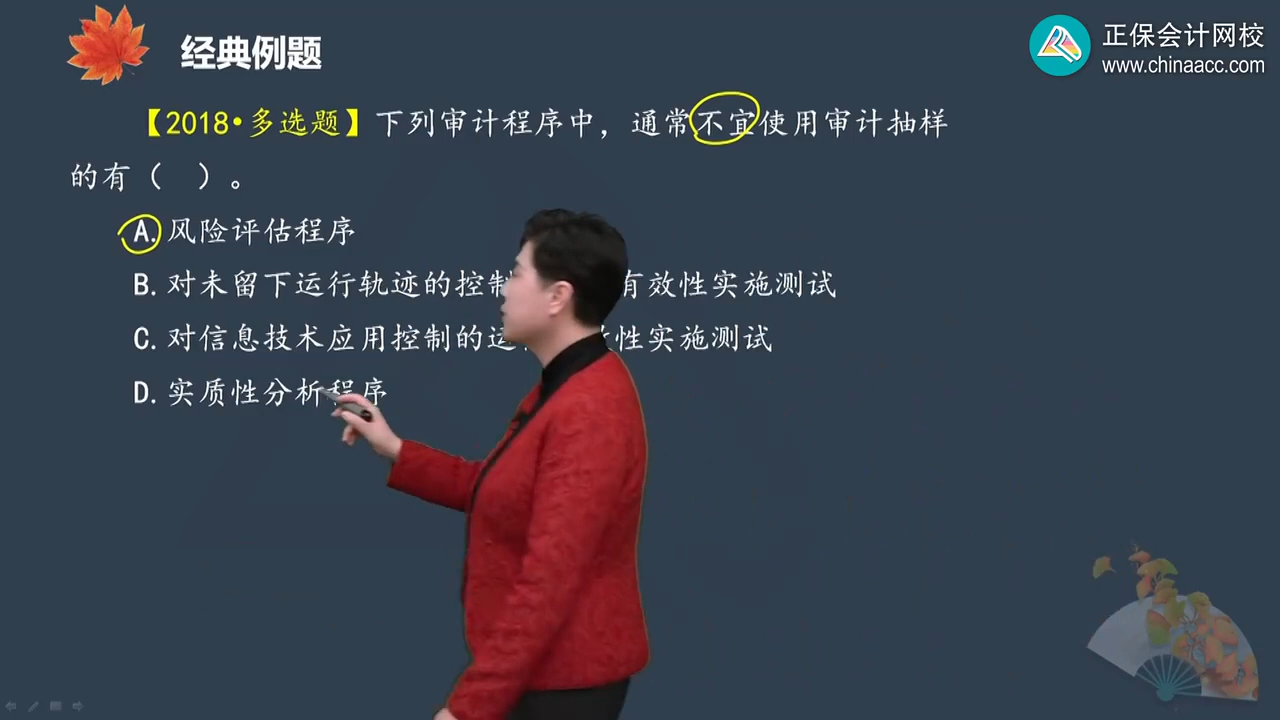 经典例题
正保会计网校
www.chinaacc.com
【2018•多选题】下列审计程序中，通常不宜使用审计抽样
的有（ ）。
A.风险评估程序
B.对未留下运行轨迹的控制 有效性实施测试
C.对信息技术应用控制的运 性实施测试
D.实质性分析程序